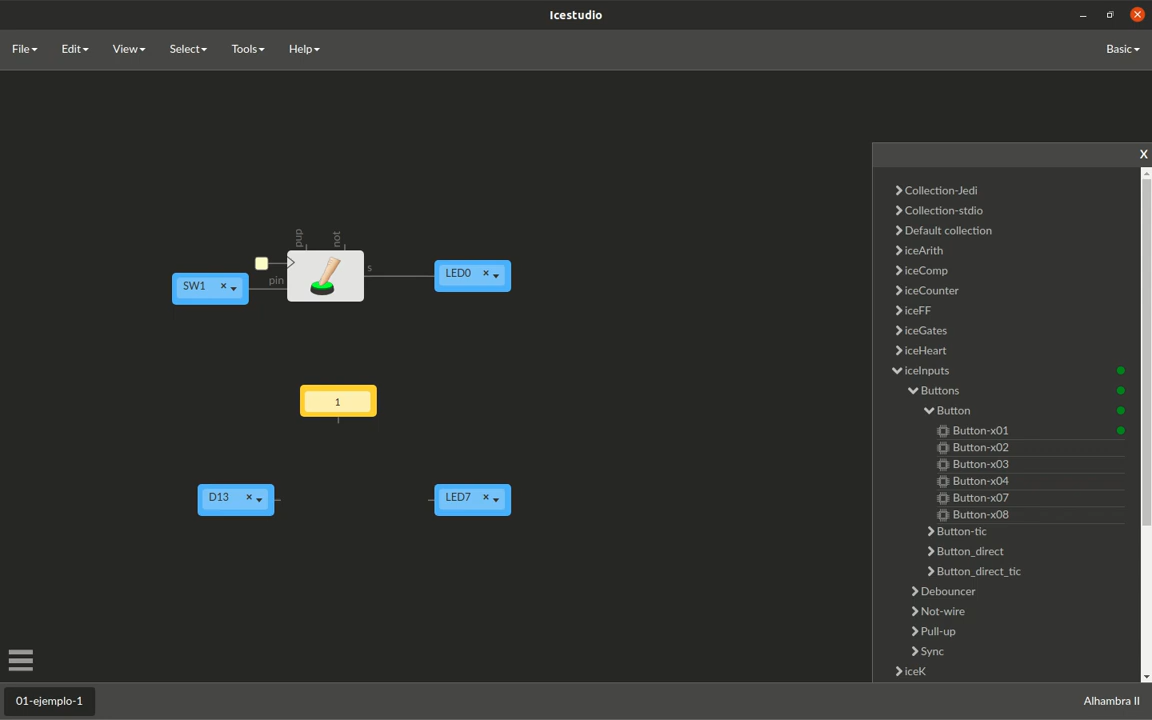 Icestudio
File Edit View Select Tools Help Basic
X
Collection-Jedi
Collection-stdio
Default collection
iceArith
iceComp
iceCounter
iceFF
iceGates
iceHeart
iceInputs
Buttons
Button
Button-x01
Button-x02
Button-x03
Button-x04
Button-x07
Button-x08
Button-tic
Button_direct
Button_direct_tic
Debouncer
Not-wire
Pull-up
Sync
iceK
pup not
s
pin
SW1
LED0
1
D13
LED7
01-ejemplo-1
Alhambra II